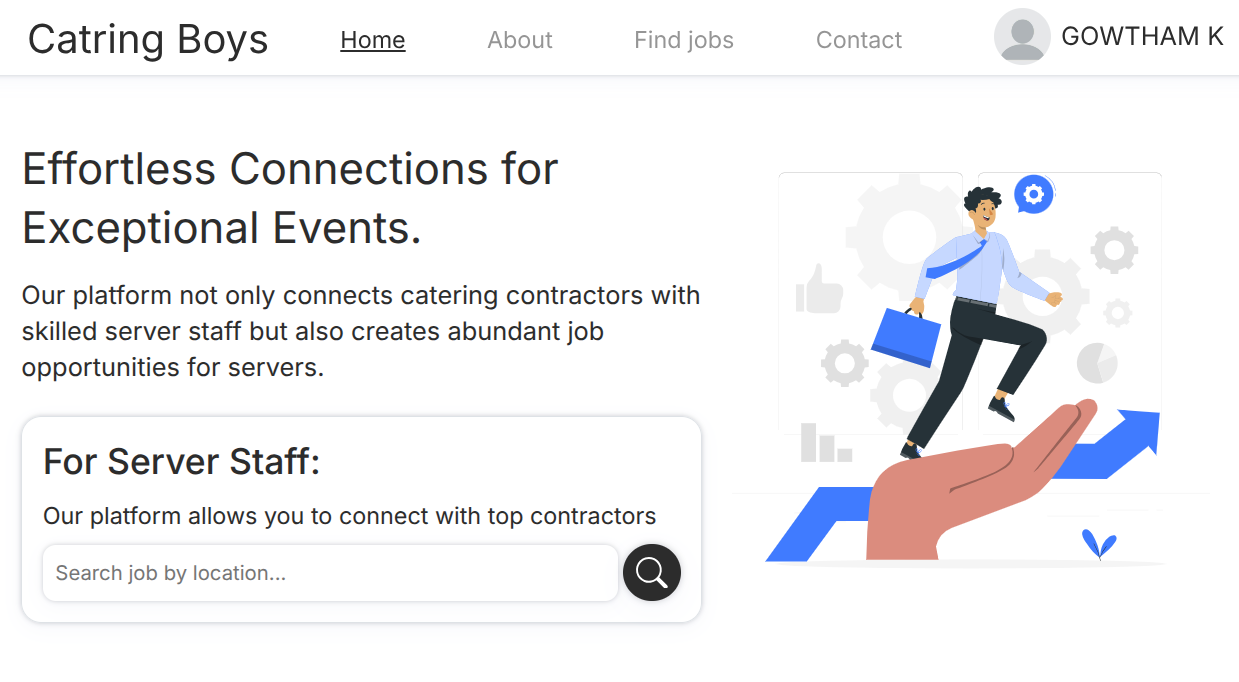 Catring Boys
Home
About
Find jobs
Contact
GOWTHAM K
Effortless Connections for
Exceptional Events.
Our platform not only connects catering contractors with
skilled server staff but also creates abundant job
opportunities for servers.
For Server Staff:
Our platform allows you to connect with top contractors
Search job by location...